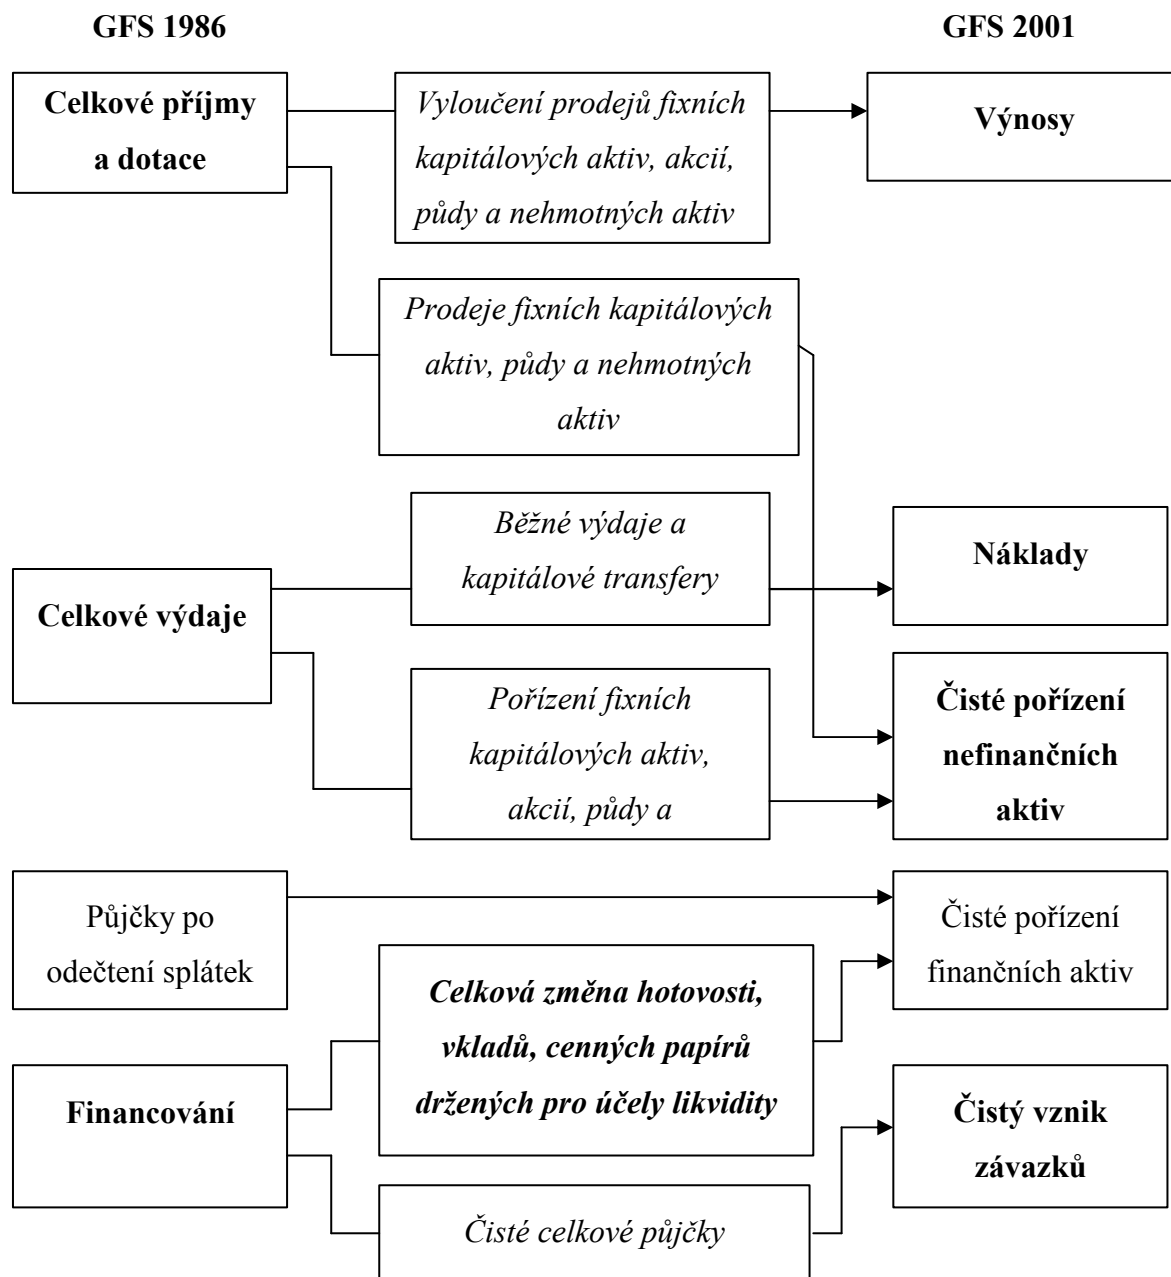 GFS 1986
GFS 2001
Celkové příjmy
a dotace
Vyloučení prodejů fixních
kapitálových aktiv, akcií,
půdy a nehmotných aktiv
Výnosy
Prodeje fixních kapitálových
aktiv, půdy a nehmotných
aktiv
Běžné výdaje a
kapitálové transfery
Náklady
Celkové výdaje
Pořízení fixních
kapitálových aktiv,
akcií, půdy a
Čisté pořízení
nefinančních
aktiv
Půjčky po
odečtení splátek
Čisté pořízení
finančních aktiv
Celková změna hotovosti,
vkladů, cenných papírů
držených pro účely likvidity
Financování
Čistý vznik
závazků
Čisté celkové půjčky